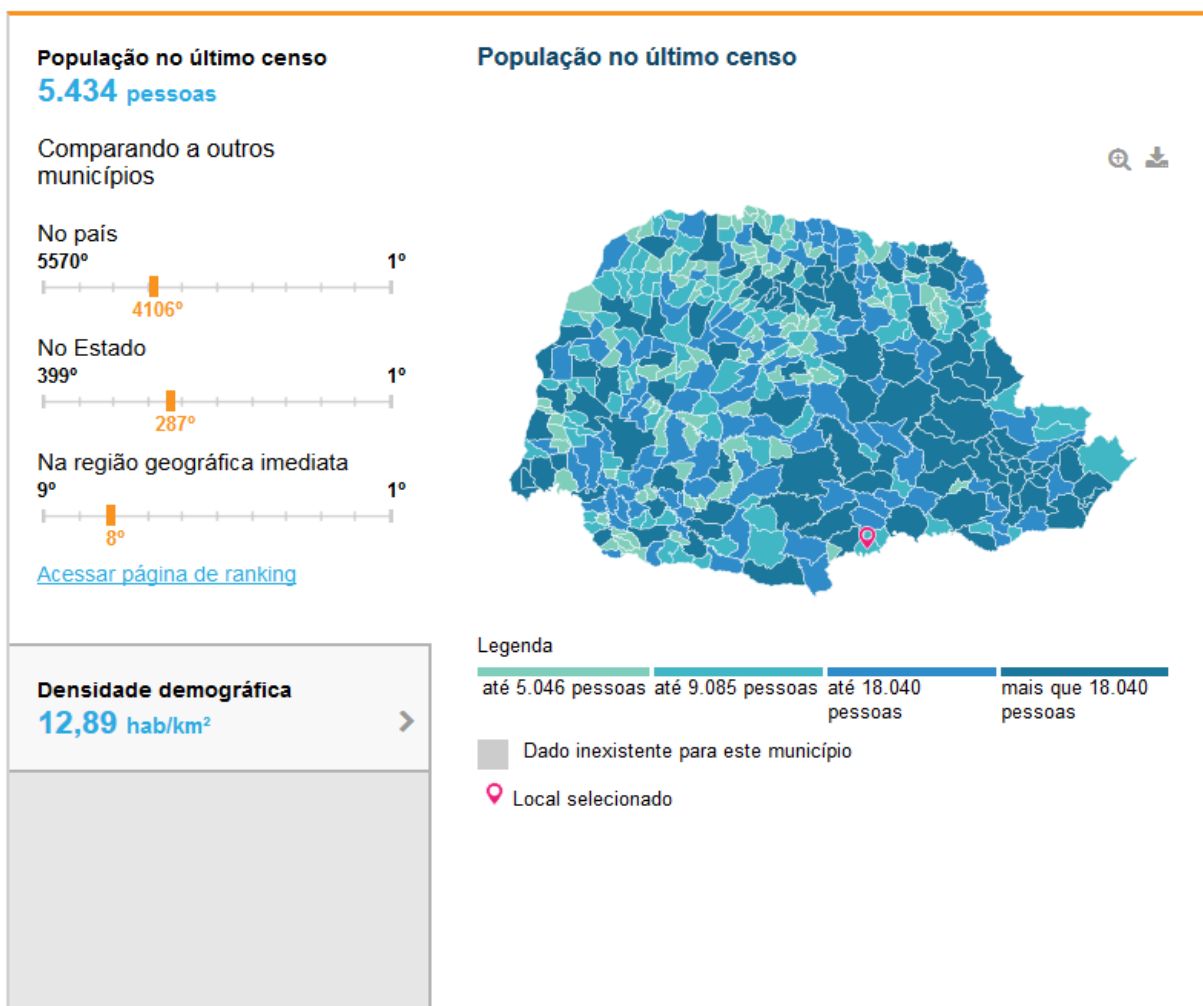 População no último censo
5.434 pessoas
Comparando a outros
municípios
No país
5570º 1º
4106º
No Estado
399º 1º
287º
Na região geográfica imediata
9º 1º
8º
Acessar página de ranking
Densidade demográfica
12,89 hab/km²
População no último censo
Legenda
até 5.046 pessoas até 9.085 pessoas até 18.040 mais que 18.040
pessoas pessoas
Dado inexistente para este município
Local selecionado